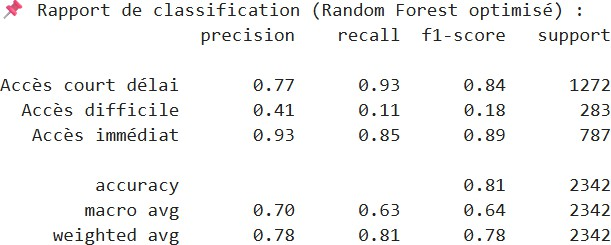 📌 Rapport de classification (Random Forest optimisé) :
precision recall f1-score support
Accès court délai 0.77 0.93 0.84 1272
Accès difficile 0.41 0.11 0.18 283
Accès immédiat 0.93 0.85 0.89 787
accuracy 0.81 2342
macro avg 0.70 0.63 0.64 2342
weighted avg 0.78 0.81 0.78 2342